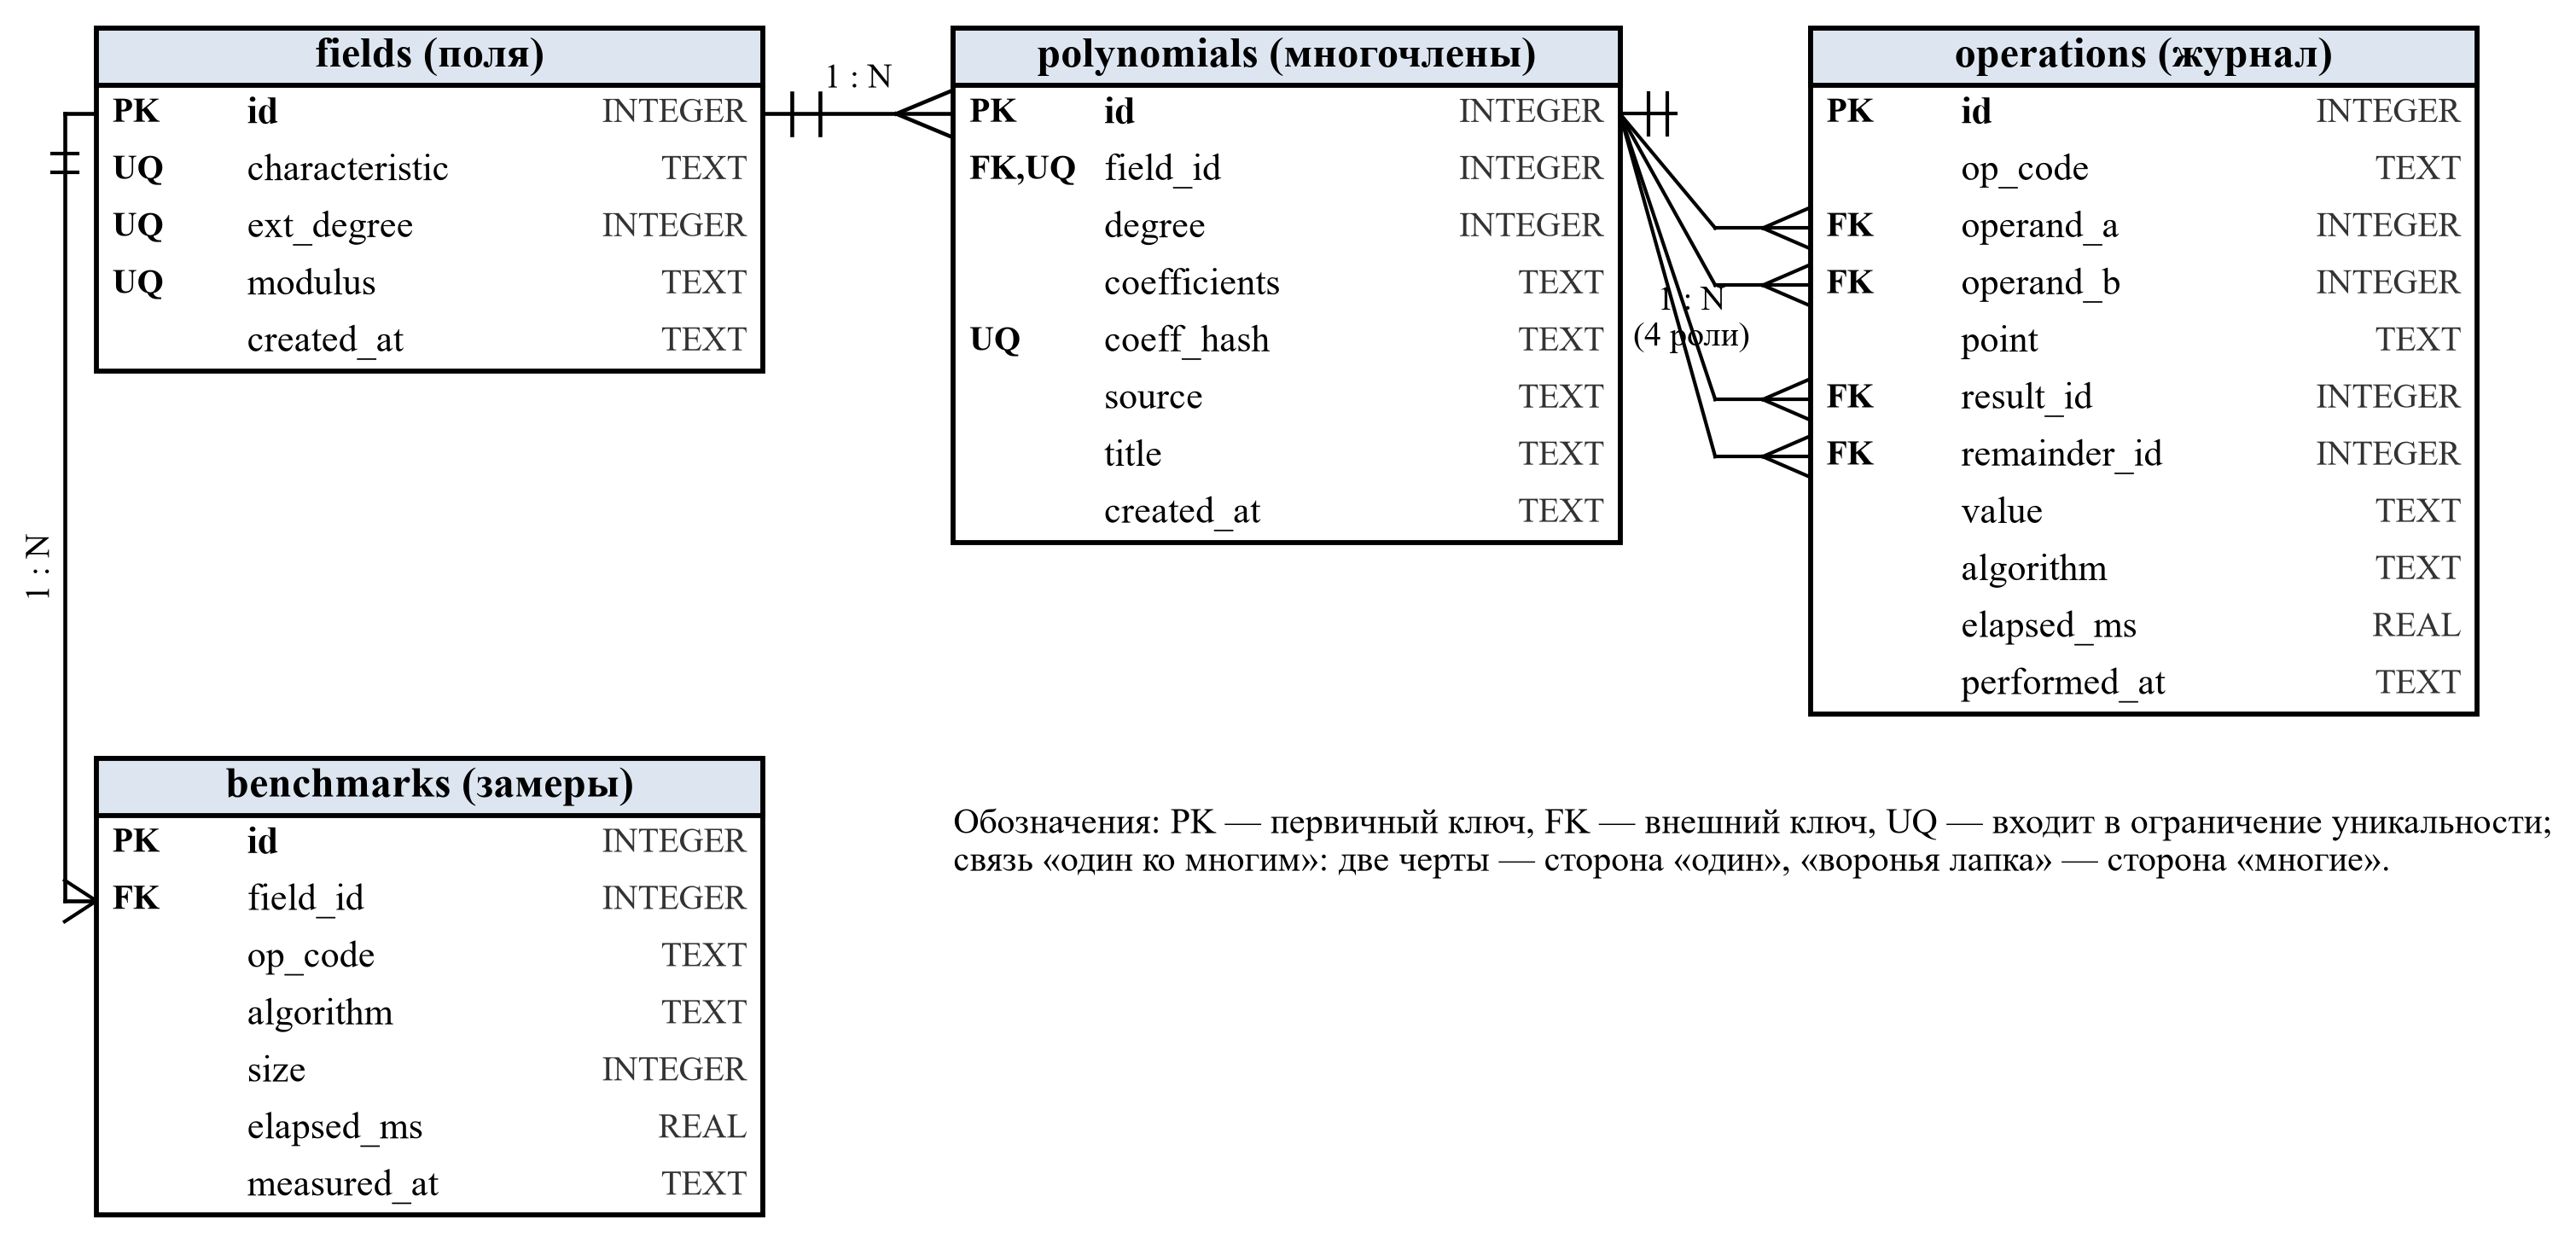 fields (поля)
PK id INTEGER
UQ characteristic TEXT
UQ ext_degree INTEGER
UQ modulus TEXT
created_at TEXT
1 : N
polynomials (многочлены)
PK id INTEGER
FK,UQ field_id INTEGER
degree INTEGER
coefficients TEXT
UQ coeff_hash TEXT
source TEXT
title TEXT
created_at TEXT
1 : N
(4 роли)
operations (журнал)
PK id INTEGER
op_code TEXT
FK operand_a INTEGER
FK operand_b INTEGER
point TEXT
FK result_id INTEGER
FK remainder_id INTEGER
value TEXT
algorithm TEXT
elapsed_ms REAL
performed_at TEXT
1 : N
benchmarks (замеры)
PK id INTEGER
FK field_id INTEGER
op_code TEXT
algorithm TEXT
size INTEGER
elapsed_ms REAL
measured_at TEXT
Обозначения: PK — первичный ключ, FK — внешний ключ, UQ — входит в ограничение уникальности;
связь «один ко многим»: две черты — сторона «один», «воронья лапка» — сторона «многие».